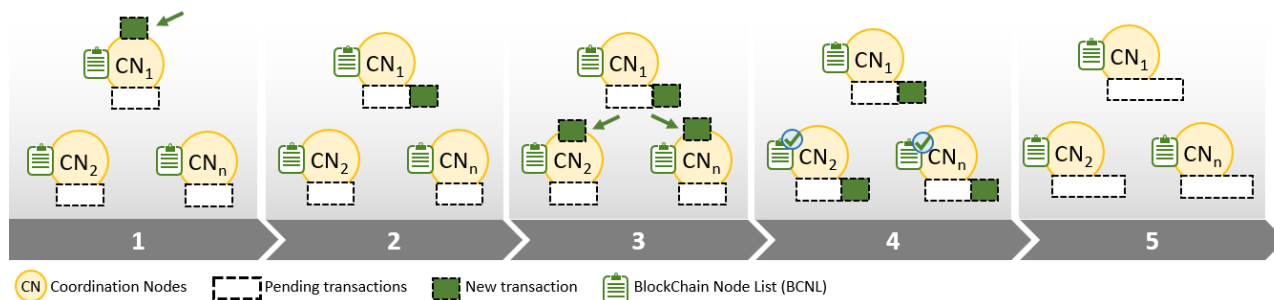 CN1
CN2
CNn
CN1
CN2
CNn
CN1
CN2
CNn
CN1
CN2
CNn
CN1
CN2
CNn
1 2 3 4 5
CN Coordination Nodes Pending transactions New transaction BlockChain Node List (BCNL)